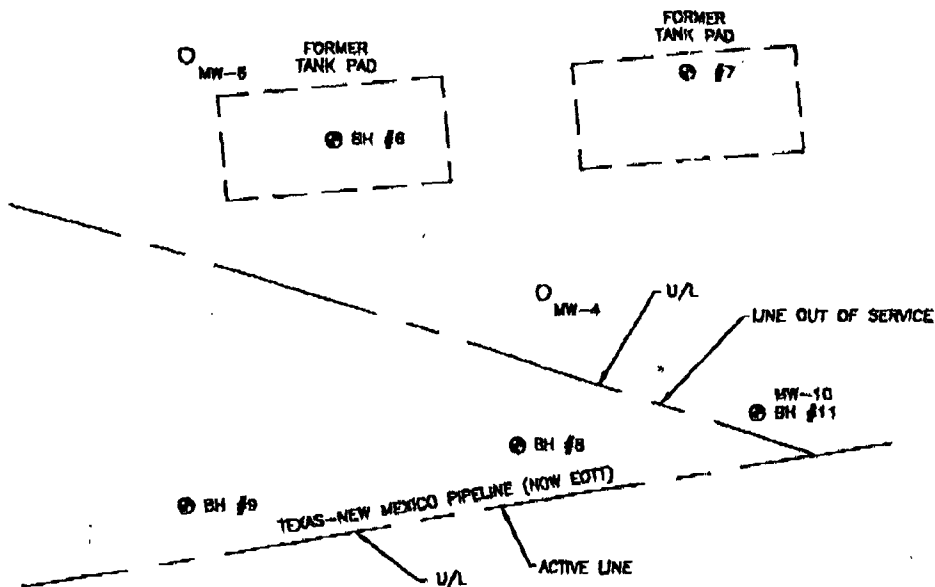 FORMER
TANK PAD
FORMER
TANK PAD
MW-5
#7
BH #6
MW-4
U/L
LINE OUT OF SERVICE
MW-10
BH #11
BH #8
BH #9
TEXAS-NEW MEXICO PIPELINE (NOW EOTT)
ACTIVE LINE
U/L